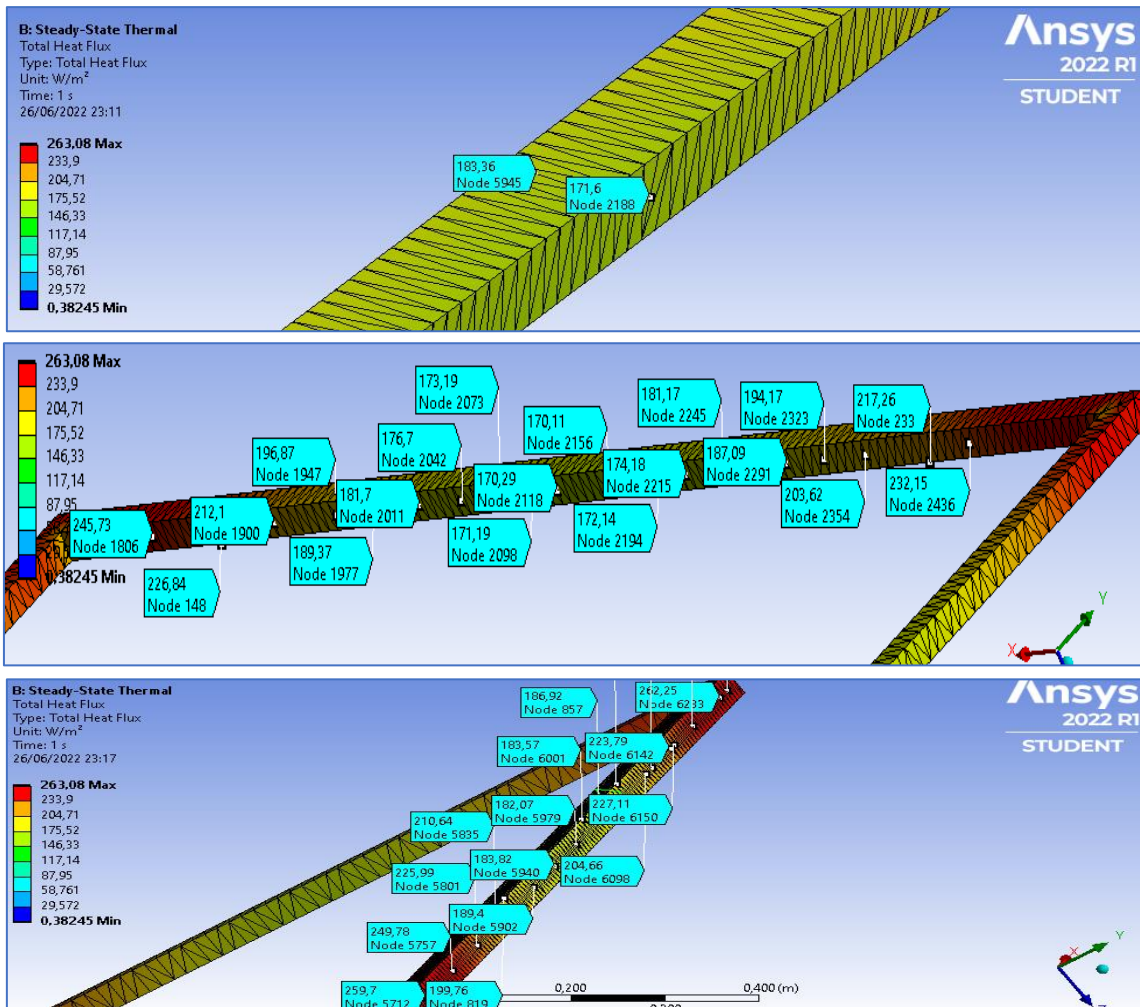 B: Steady-State Thermal
Total Heat Flux
Type: Total Heat Flux
Unit: W/m²
Time: 1 s
26/06/2022 23:11
263,08 Max
233,9
204,71
175,52
146,33
117,14
87,95
58,761
29,572
0,38245 Min
183,36
Node 5945
171,6
Node 2188
Ansys
2022 R1
STUDENT
263,08 Max
233,9
204,71
175,52
146,33
117,14
87,95
0,38245 Min
173,19
Node 2073
181,17
Node 2245
194,17
Node 2323
217,26
Node 233
170,11
Node 2156
176,7
Node 2042
196,87
Node 1947
187,09
Node 2291
174,18
Node 2215
170,29
Node 2118
181,7
Node 2011
212,1
Node 1900
245,73
Node 1806
232,15
Node 2436
203,62
Node 2354
172,14
Node 2194
171,19
Node 2098
189,37
Node 1977
226,84
Node 148
Y
X
B: Steady-State Thermal
Total Heat Flux
Type: Total Heat Flux
Unit: W/m²
Time: 1 s
26/06/2022 23:17
263,08 Max
233,9
204,71
175,52
146,33
117,14
87,95
58,761
29,572
0,38245 Min
186,92
Node 857
262,25
Node 6233
183,57
Node 6001
223,79
Node 6142
182,07
Node 5979
227,11
Node 6150
210,64
Node 5835
183,82
Node 5940
204,66
Node 6098
225,99
Node 5801
189,4
Node 5902
249,78
Node 5757
259,7
Node 5712
199,76
Node 819
0,200
0,400 (m)
Ansys
2022 R1
STUDENT
X
Y